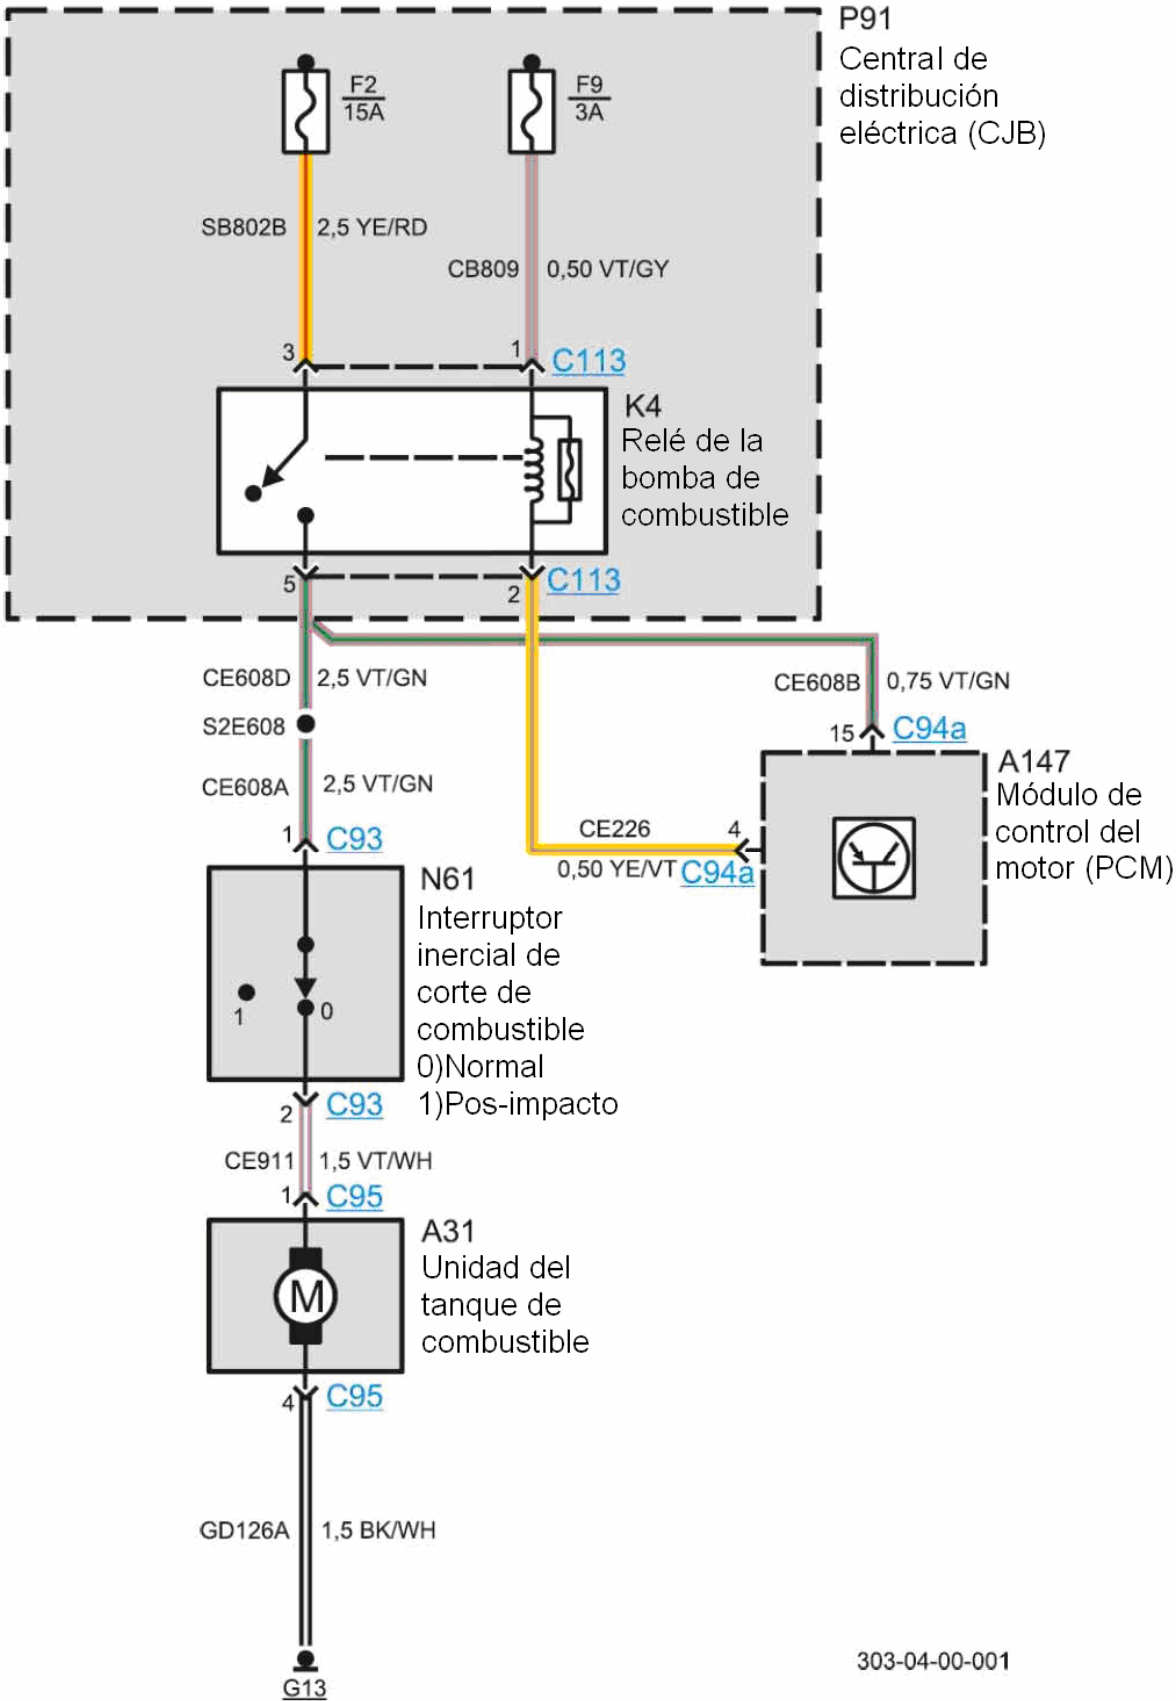 P91
Central de
distribución
eléctrica (CJB)
F2
15A
F9
3A
SB802B
2,5 YE/RD
CB809
0,50 VT/GY
3
1
C113
K4
Relé de la
bomba de
combustible
5
2
C113
CE608D
2,5 VT/GN
CE608B
0,75 VT/GN
S2E608
15
C94a
CE608A
2,5 VT/GN
A147
Módulo de
control del
motor (PCM)
CE226
4
0,50 YE/VT
C94a
1
C93
N61
Interruptor
inercial de
corte de
combustible
0)Normal
1)Pos-impacto
1
0
2
C93
CE911
1,5 VT/WH
1
C95
A31
Unidad del
tanque de
combustible
M
4
C95
GD126A
1,5 BK/WH
G13
303-04-00-001